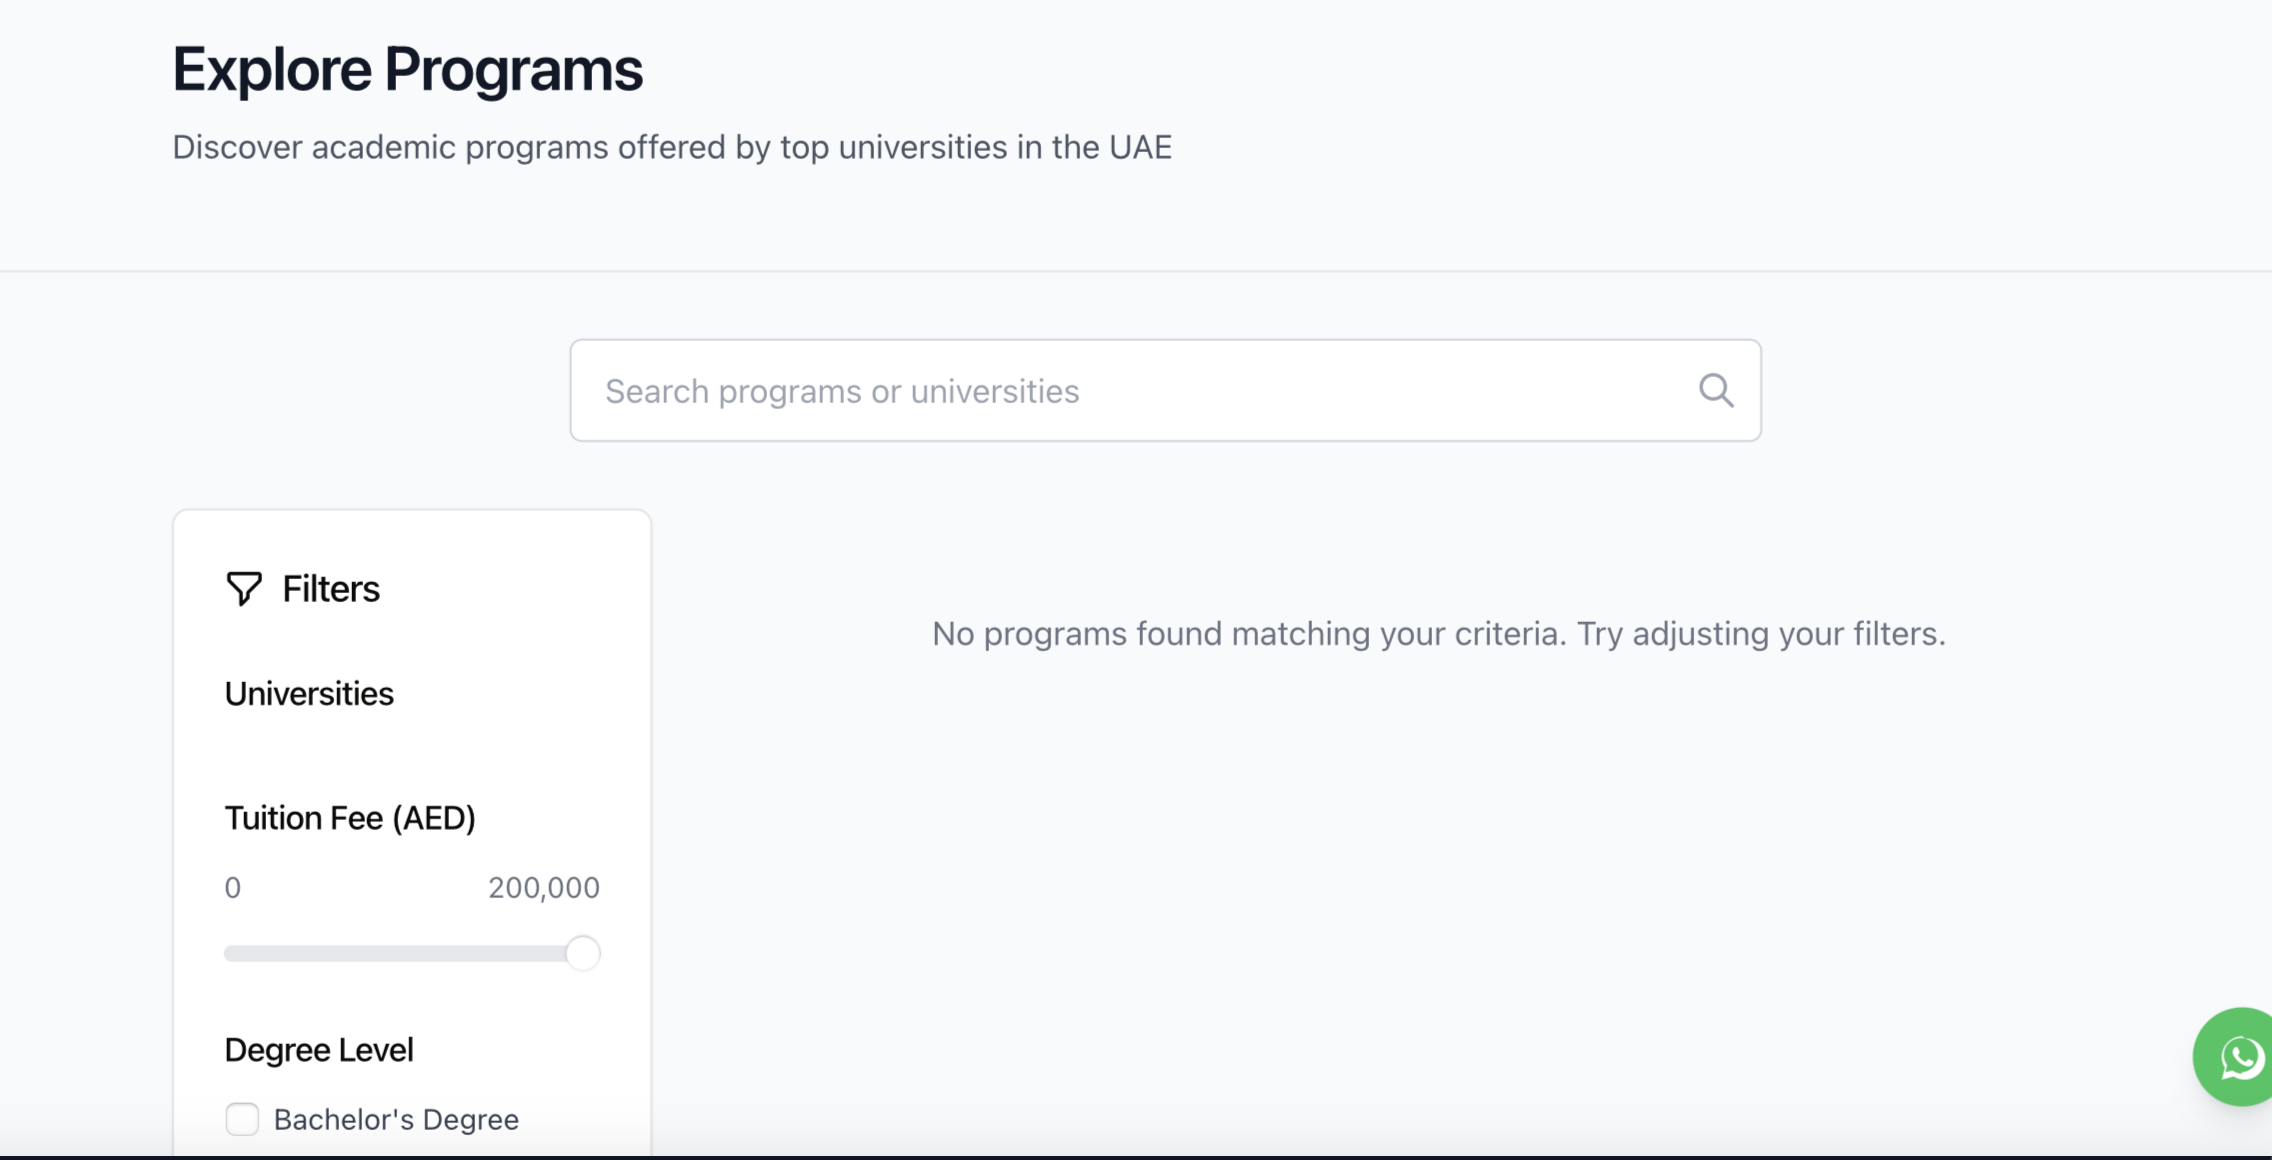 Explore Programs
Discover academic programs offered by top universities in the UAE
Search programs or universities
Filters
No programs found matching your criteria. Try adjusting your filters.
Universities
Tuition Fee (AED)
0 200,000
Degree Level
Bachelor's Degree